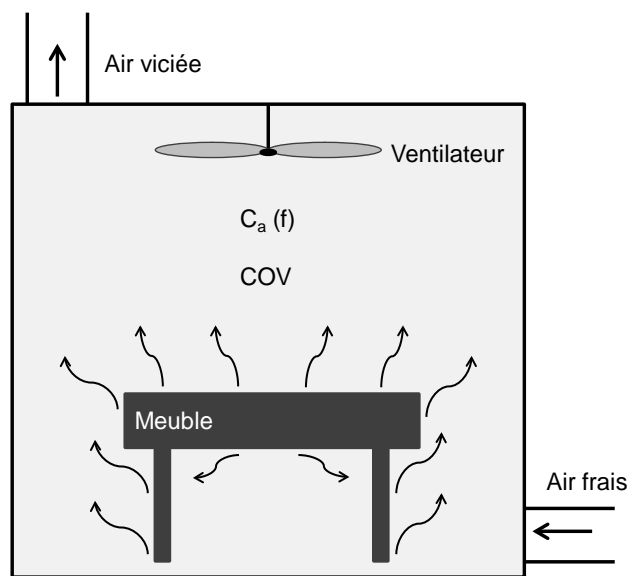 Air viciée
Ventilateur
Cₐ (f)
COV
Meuble
Air frais